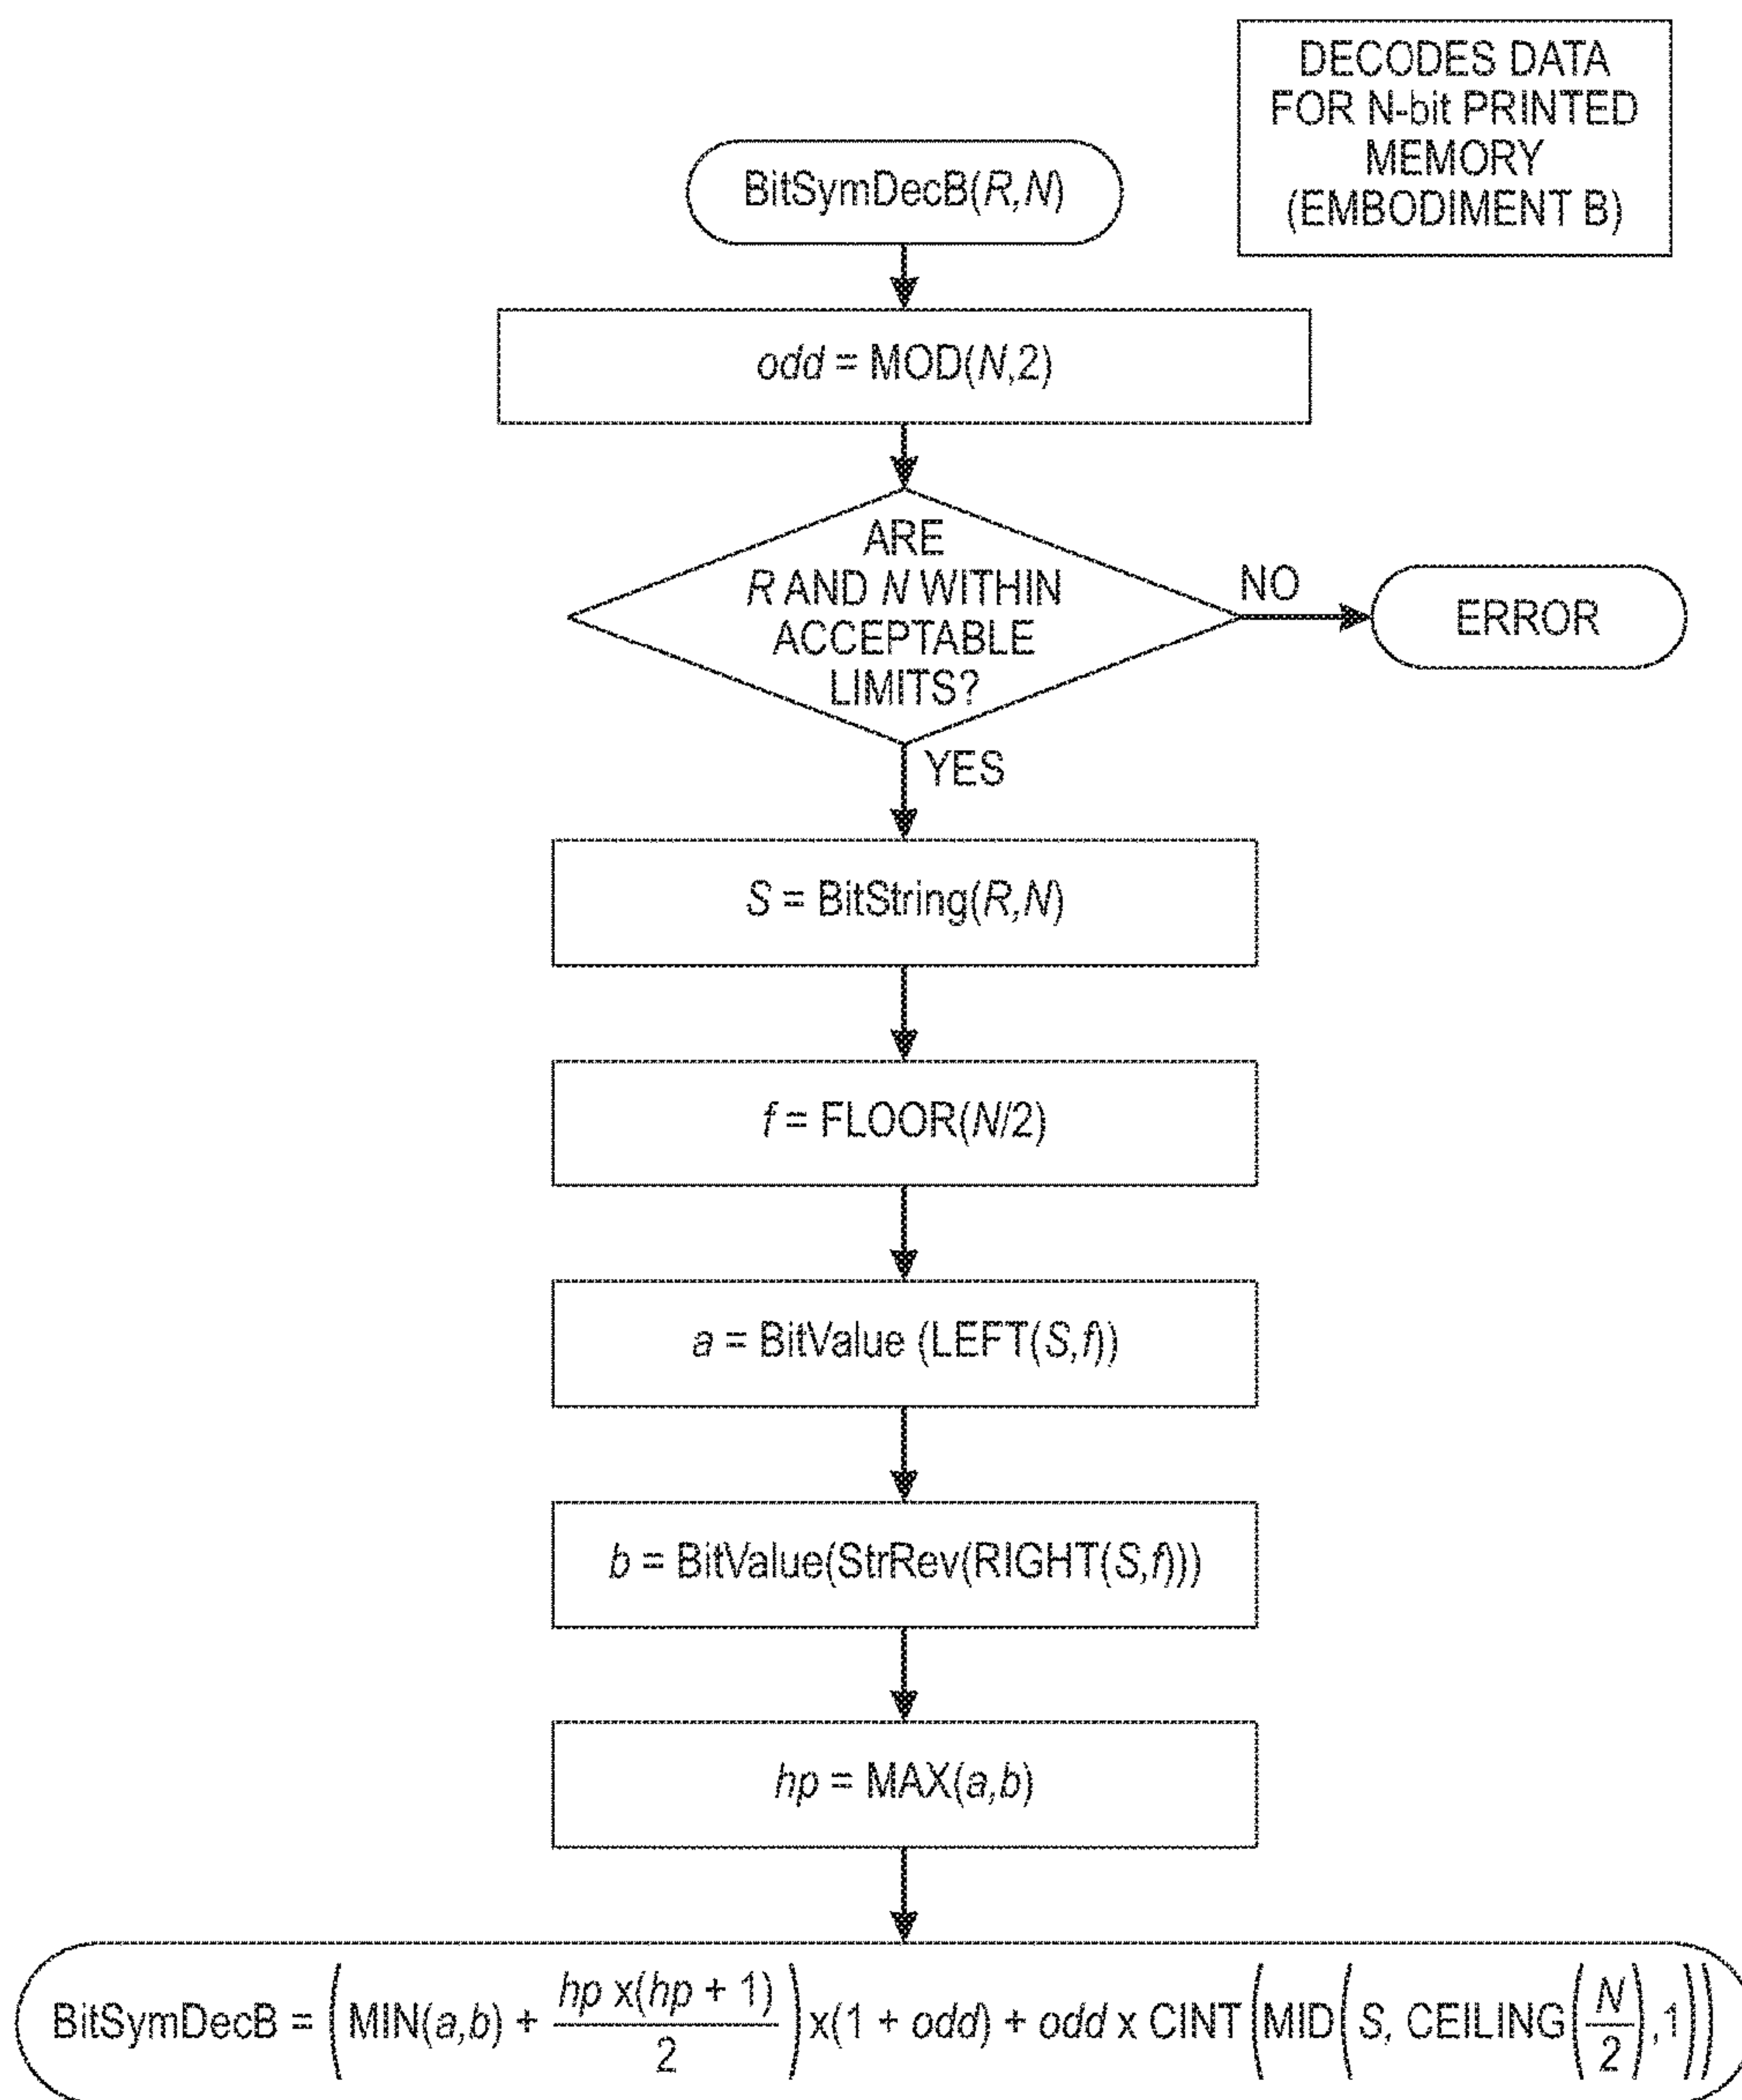 DECODES DATA
FOR N-bit PRINTED
MEMORY
(EMBODIMENT B)
BitSymDecB(R,N)
odd = MOD(N,2)
ARE
R AND N WITHIN
ACCEPTABLE
LIMITS?
NO
ERROR
YES
S = BitString(R,N)
f = FLOOR(N/2)
a = BitValue (LEFT(S,f))
b = BitValue(StrRev(RIGHT(S,f)))
hp = MAX(a,b)
BitSymDecB = (MIN(a,b) + hp x(hp + 1)/2) x(1 + odd) + odd x CINT(MID(S, CEILING(N/2),1))